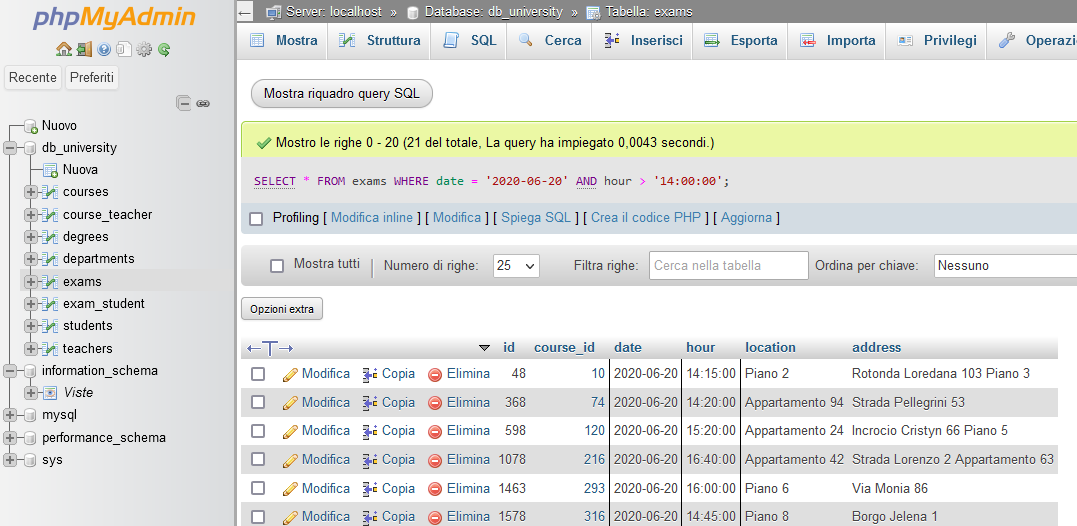 phpMyAdmin
Recente Preferiti
Nuovo
db_university
Nuova
courses
course_teacher
degrees
departments
exams
exam_student
students
teachers
information_schema
Viste
mysql
performance_schema
sys
Server: localhost » Database: db_university » Tabella: exams
Mostra Struttura SQL Cerca Inserisci Esporta Importa Privilegi Operazi
Mostra riquadro query SQL
Mostro le righe 0 - 20 (21 del totale, La query ha impiegato 0,0043 secondi.)
SELECT * FROM exams WHERE date = '2020-06-20' AND hour > '14:00:00';
Profiling [ Modifica inline ] [ Modifica ] [ Spiega SQL ] [ Crea il codice PHP ] [ Aggiorna ]
Mostra tutti Numero di righe: 25 Filtra righe: Cerca nella tabella Ordina per chiave: Nessuno
Opzioni extra
←T→ id course_id date hour location address
Modifica Copia Elimina 48 10 2020-06-20 14:15:00 Piano 2 Rotonda Loredana 103 Piano 3
Modifica Copia Elimina 368 74 2020-06-20 14:20:00 Appartamento 94 Strada Pellegrini 53
Modifica Copia Elimina 598 120 2020-06-20 15:20:00 Appartamento 24 Incrocio Cristyn 66 Piano 5
Modifica Copia Elimina 1078 216 2020-06-20 16:40:00 Appartamento 42 Strada Lorenzo 2 Appartamento 63
Modifica Copia Elimina 1463 293 2020-06-20 16:00:00 Piano 6 Via Monia 86
Modifica Copia Elimina 1578 316 2020-06-20 14:45:00 Piano 8 Borgo Jelena 1